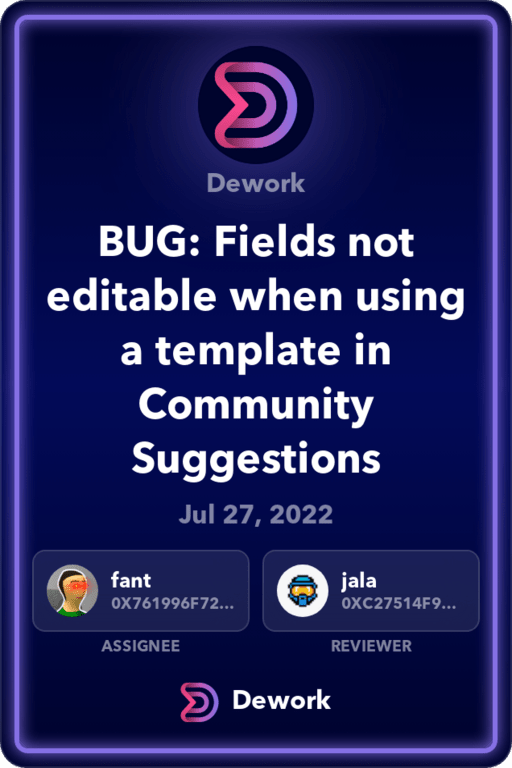 Dework
BUG: Fields not
editable when using
a template in
Community
Suggestions
Jul 27, 2022
fant
0X761996F72...
jala
0XC27514F9...
ASSIGNEE
REVIEWER
Dework